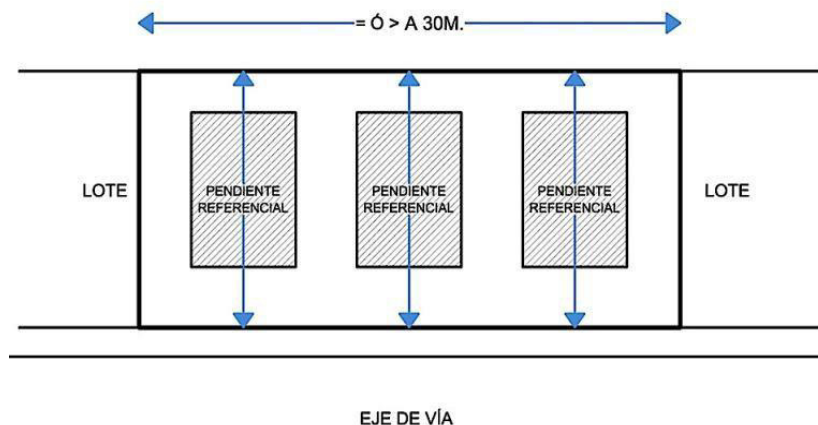 = Ó > A 30M.
LOTE
PENDIENTE
REFERENCIAL
PENDIENTE
REFERENCIAL
PENDIENTE
REFERENCIAL
LOTE
EJE DE VÍA